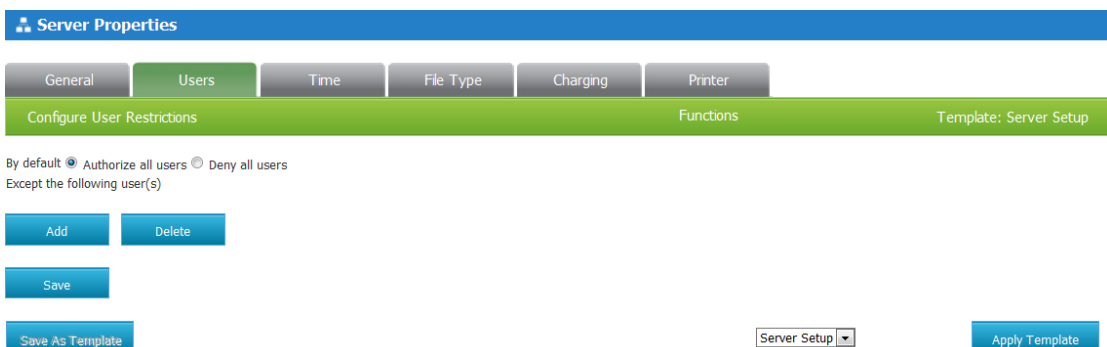 Server Properties
General Users Time File Type Charging Printer
Configure User Restrictions Functions Template: Server Setup
By default Authorize all users Deny all users
Except the following user(s)
Add Delete
Save
Save As Template Server Setup Apply Template